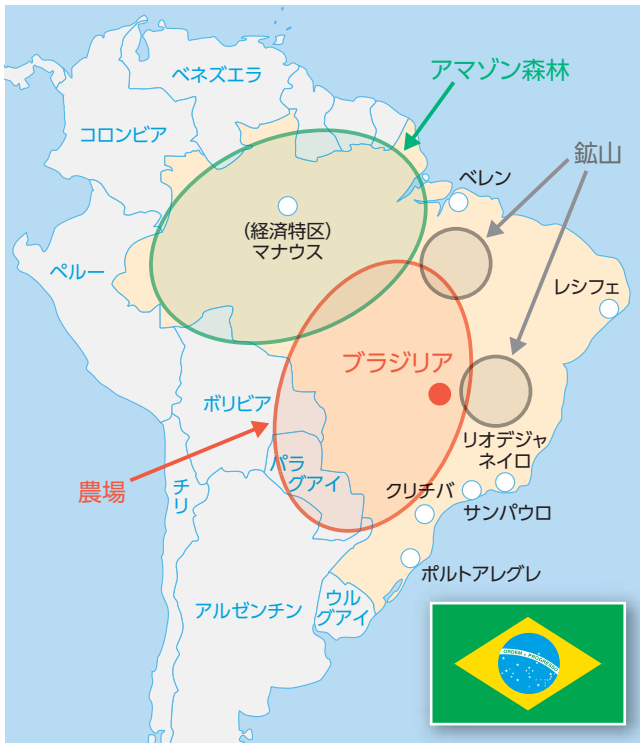 ベネズエラ
アマゾン森林
コロンビア
鉱山
ベレン
(経済特区)
マナウス
ペルー
レシフェ
ブラジリア
ボリビア
リオデジャ
ネイロ
パラ
グアイ
農場
チリ
クリチバ
サンパウロ
ポルトアレグレ
アルゼンチン
ウル
グアイ
ORDEM E PROGRESSO